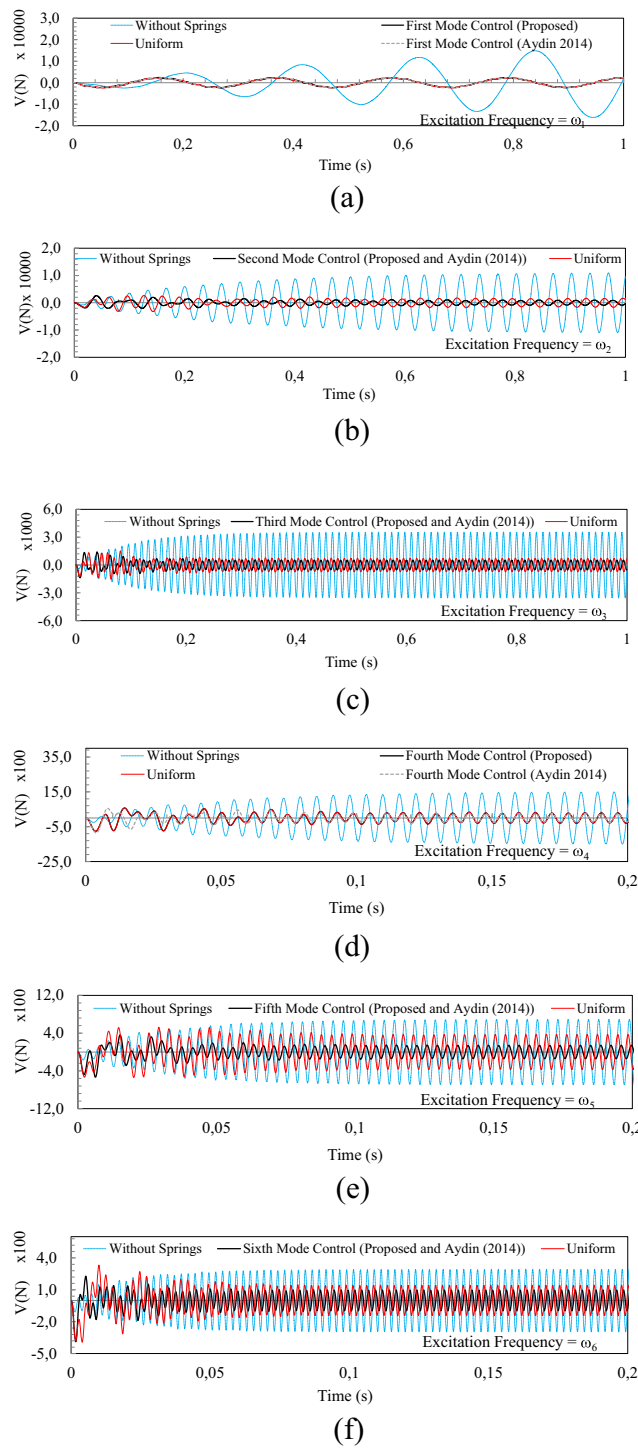 V(N) x 10000
3,0
2,0
1,0
0,0
-1,0
-2,0
Without Springs
First Mode Control (Proposed)
Uniform
First Mode Control (Aydin 2014)
Excitation Frequency = ω₁
0
0,2
0,4
0,6
0,8
1
Time (s)
(a)
V(N)x 10000
2,0
1,0
0,0
-1,0
-2,0
Without Springs
Second Mode Control (Proposed and Aydin (2014))
Uniform
Excitation Frequency = ω₂
0
0,2
0,4
0,6
0,8
1
Time (s)
(b)
V(N) x1000
6,0
3,0
0,0
-3,0
-6,0
Without Springs
Third Mode Control (Proposed and Aydin (2014))
Uniform
Excitation Frequency = ω₃
0
0,2
0,4
0,6
0,8
1
Time (s)
(c)
V(N) x100
35,0
15,0
-5,0
-25,0
Without Springs
Fourth Mode Control (Proposed)
Uniform
Fourth Mode Control (Aydin 2014)
Excitation Frequency = ω₄
0
0,05
0,1
0,15
0,2
Time (s)
(d)
V(N) x100
12,0
4,0
-4,0
-12,0
Without Springs
Fifth Mode Control (Proposed and Aydin (2014))
Uniform
Excitation Frequency = ω₅
0
0,05
0,1
0,15
0,2
Time (s)
(e)
V(N) x100
4,0
1,0
-2,0
-5,0
Without Springs
Sixth Mode Control (Proposed and Aydin (2014))
Uniform
Excitation Frequency = ω₆
0
0,05
0,1
0,15
0,2
Time (s)
(f)